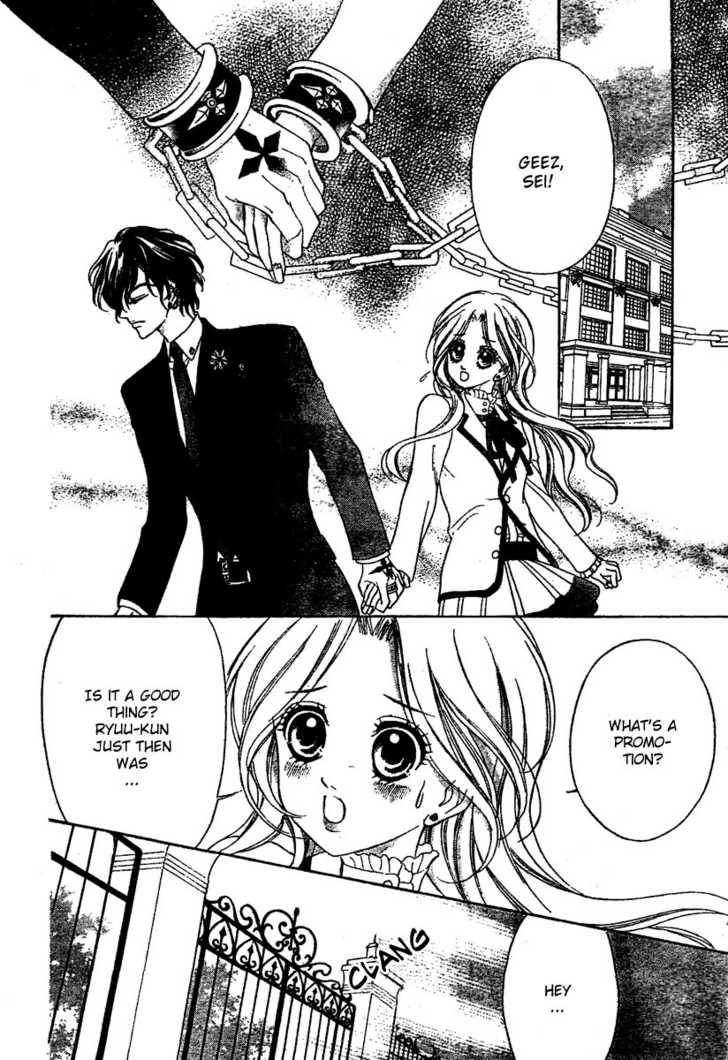 GEEZ,
SEI!
WHAT'S A
PROMO-
TION?
IS IT A GOOD
THING?
RYUU-KUN
JUST THEN
WAS
...
CLANG
HEY
...